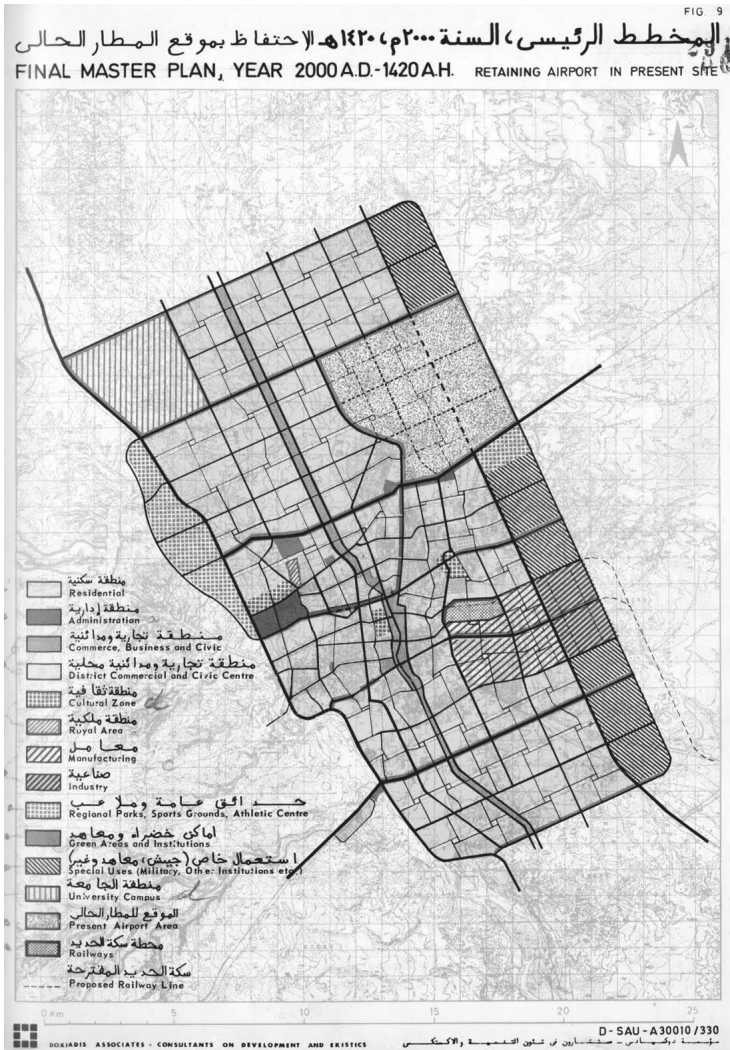 FIG. 9
المخطط الرئيسى، السنة ٢٠٠٠م، ١٤٢٠هـ الاحتفاظ بموقع المطار الحالى
FINAL MASTER PLAN, YEAR 2000 A.D.-1420 A.H. RETAINING AIRPORT IN PRESENT SITE
منطقة سكنية
Residential
منطقة إدارية
Administration
منطقة تجارية ومدائنية
Commerce, Business and Civic
منطقة تجارية ومدائنية محلية
District Commercial and Civic Centre
منطقة ثقافية
Cultural Zone
منطقة ملكية
Royal Area
معامل
Manufacturing
صناعية
Industry
حدائق عامة وملاعب
Regional Parks, Sports Grounds, Athletic Centre
اماكن خضراء ومعاهد
Green Areas and Institutions
استعمال خاص (جيش، معاهد وغير)
Special Uses (Military, Other Institutions etc.)
منطقة الجامعة
University Campus
الموقع للمطار الحالى
Present Airport Area
محطة سكة الحديد
Railways
سكة الحديد المقترحة
Proposed Railway Line
0 Km 5 10 15 20 25
D-SAU-A30010/330
DOXIADIS ASSOCIATES - CONSULTANTS ON DEVELOPMENT AND EKISTICS